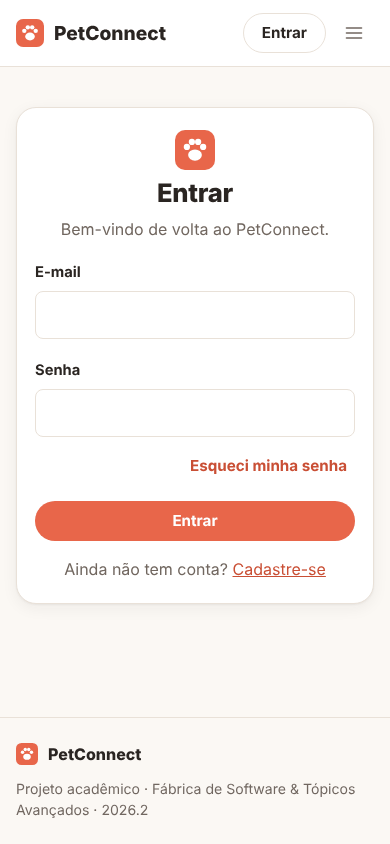 PetConnect
Entrar
Entrar
Bem-vindo de volta ao PetConnect.
E-mail
Senha
Esqueci minha senha
Entrar
Ainda não tem conta? Cadastre-se
PetConnect
Projeto acadêmico · Fábrica de Software & Tópicos
Avançados · 2026.2